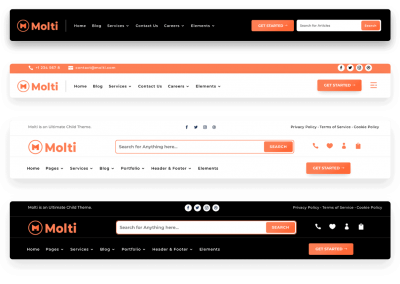 Molti Home Blog Services Contact Us Careers Elements GET STARTED Search for Articles Search
contact@molti.com
Molti Home Blog Services Contact Us Careers Elements GET STARTED
Molti is an Ultimate Child Theme. Privacy Policy - Terms of Service - Cookie Policy
Molti Search for Anything here... SEARCH
Home Pages Services Blog Portfolio Header & Footer Elements GET STARTED
Molti is an Ultimate Child Theme. Privacy Policy - Terms of Service - Cookie Policy
Molti Search for Anything here... SEARCH
Home Pages Services Blog Portfolio Header & Footer Elements GET STARTED